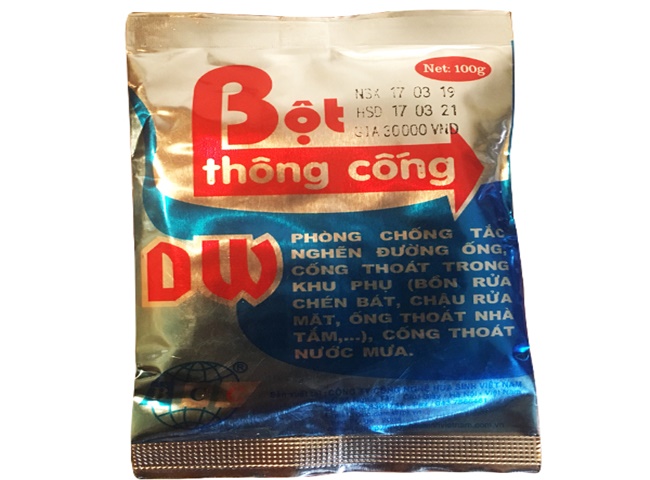 Net: 100g
NSX 17 03 19
HSD 17 03 21
GIA 30000 VND
Bột
thông cống
DW
PHÒNG CHỐNG TẮC
NGHẼN ĐƯỜNG ỐNG,
CỐNG THOÁT TRONG
KHU PHỤ (BỒN RỬA
CHÉN BÁT, CHẬU RỬA
MẶT, ỐNG THOÁT NHÀ
TẮM,...), CỐNG THOÁT
NƯỚC MƯA.
®